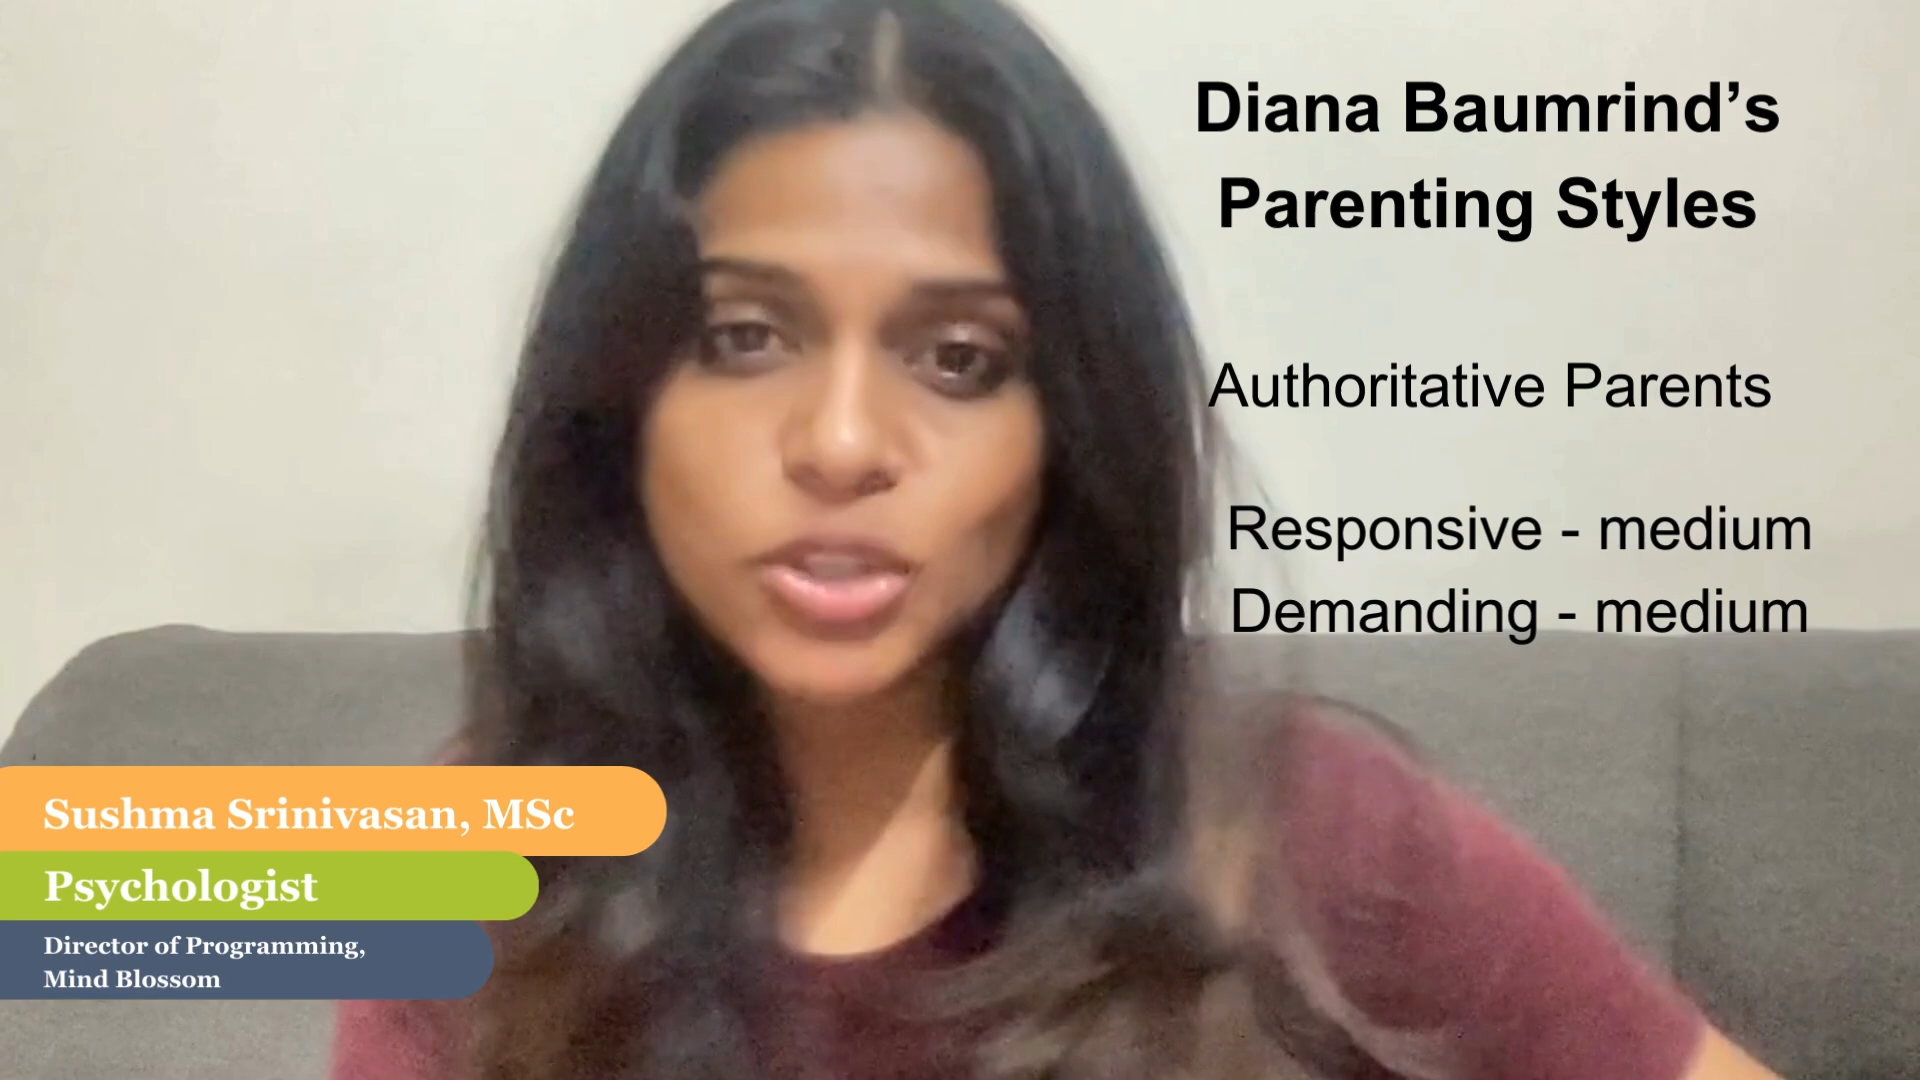 Diana Baumrind’s
Parenting Styles
Authoritative Parents
Responsive - medium
Demanding - medium
Sushma Srinivasan, MSc
Psychologist
Director of Programming,
Mind Blossom